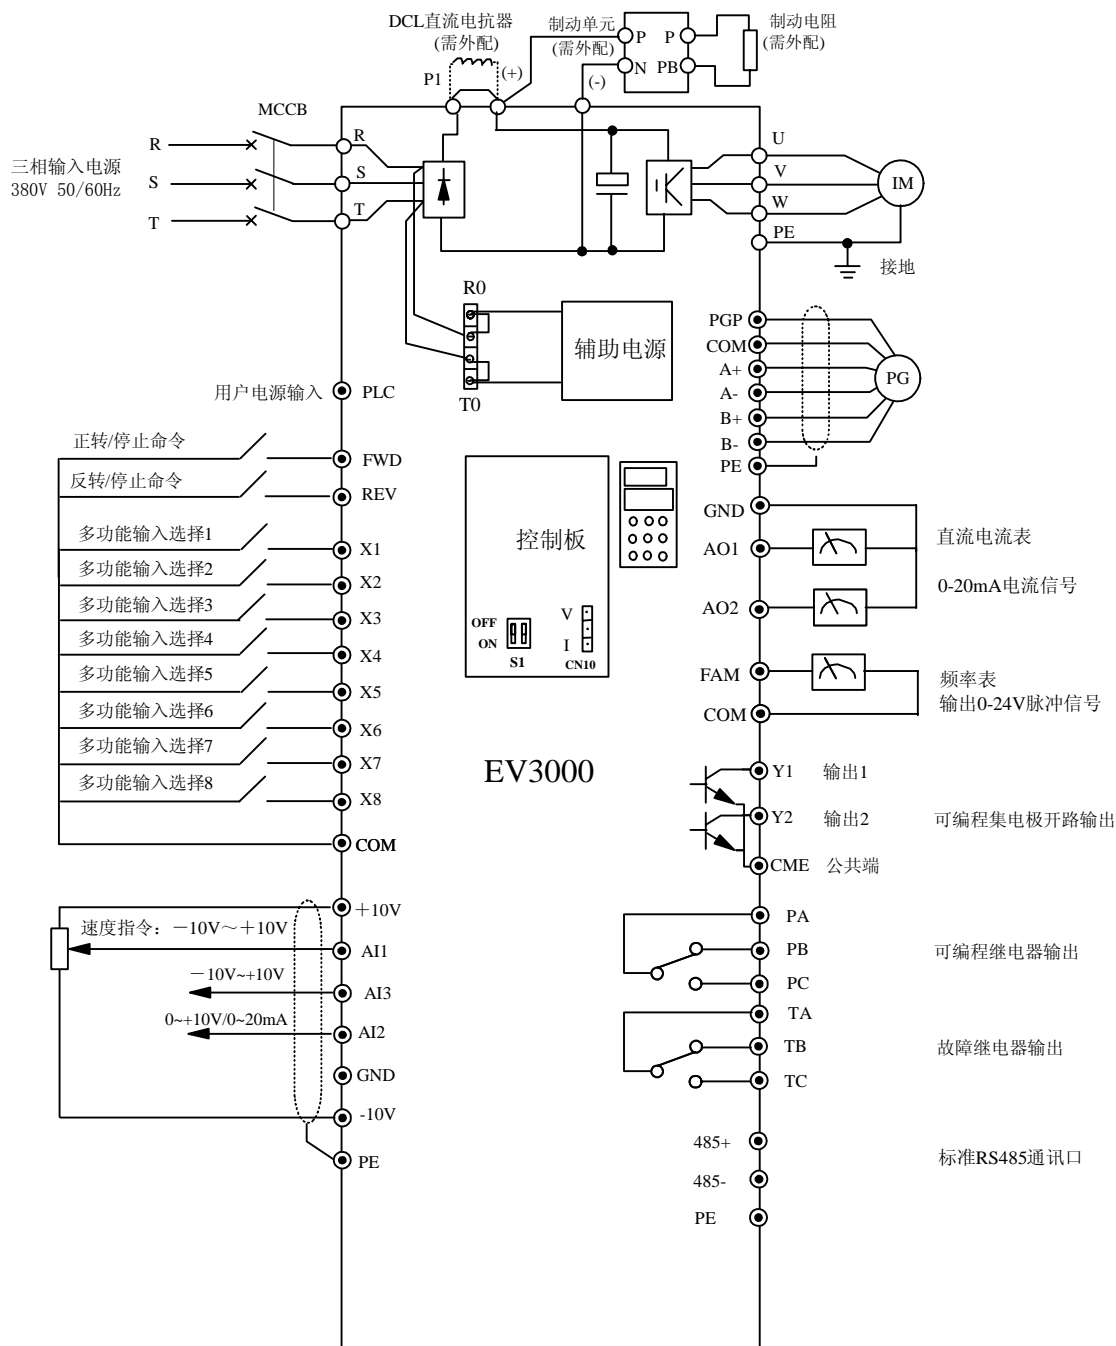 DCL直流电抗器
(需外配)
制动单元
(需外配)
制动电阻
(需外配)
P
P
N
PB
P1
(+)
(-)
MCCB
三相输入电源
380V 50/60Hz
R
S
T
R
S
T
U
V
W
PE
IM
接地
R0
T0
辅助电源
PGP
COM
A+
A-
B+
B-
PE
PG
用户电源输入
PLC
正转/停止命令
FWD
反转/停止命令
REV
多功能输入选择1
X1
多功能输入选择2
X2
多功能输入选择3
X3
多功能输入选择4
X4
多功能输入选择5
X5
多功能输入选择6
X6
多功能输入选择7
X7
多功能输入选择8
X8
COM
控制板
OFF
ON
S1
V
I
CN10
GND
AO1
AO2
直流电流表
0-20mA电流信号
FAM
COM
频率表
输出0-24V脉冲信号
EV3000
Y1
输出1
Y2
输出2
可编程集电极开路输出
CME
公共端
+10V
速度指令：-10V～+10V
AI1
-10V~+10V
AI3
0~+10V/0~20mA
AI2
GND
-10V
PE
PA
PB
PC
可编程继电器输出
TA
TB
TC
故障继电器输出
485+
485-
PE
标准RS485通讯口